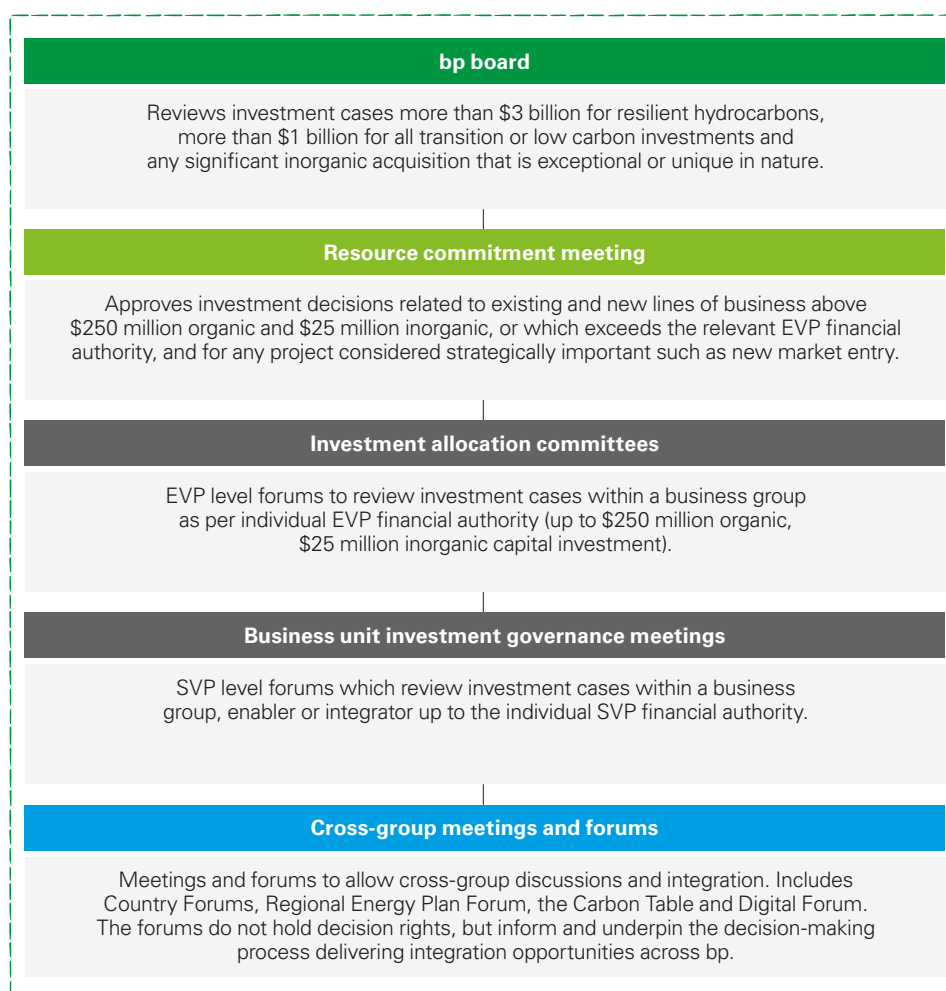 bp board
Reviews investment cases more than $3 billion for resilient hydrocarbons,
more than $1 billion for all transition or low carbon investments and
any significant inorganic acquisition that is exceptional or unique in nature.
Resource commitment meeting
Approves investment decisions related to existing and new lines of business above
$250 million organic and $25 million inorganic, or which exceeds the relevant EVP financial
authority, and for any project considered strategically important such as new market entry.
Investment allocation committees
EVP level forums to review investment cases within a business group
as per individual EVP financial authority (up to $250 million organic,
$25 million inorganic capital investment).
Business unit investment governance meetings
SVP level forums which review investment cases within a business
group, enabler or integrator up to the individual SVP financial authority.
Cross-group meetings and forums
Meetings and forums to allow cross-group discussions and integration. Includes
Country Forums, Regional Energy Plan Forum, the Carbon Table and Digital Forum.
The forums do not hold decision rights, but inform and underpin the decision-making
process delivering integration opportunities across bp.